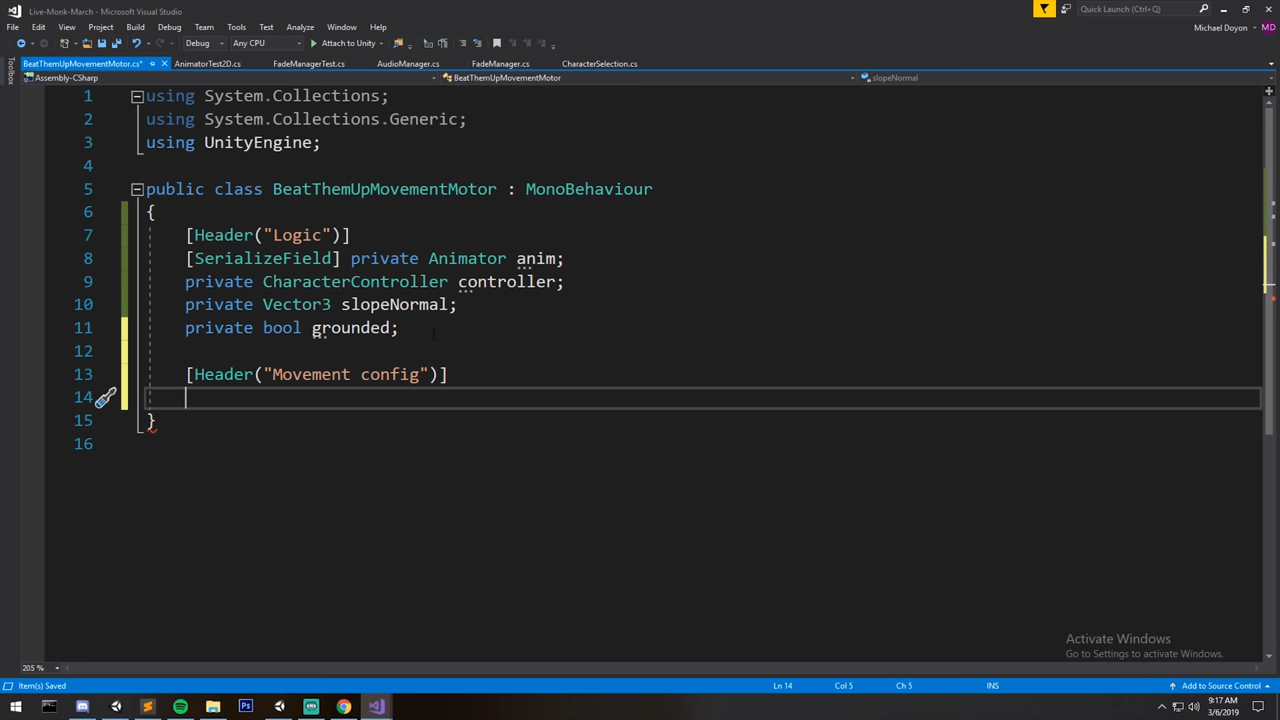 Live-Monk-March - Microsoft Visual Studio
Quick Launch (Ctrl+Q)
File Edit View Project Build Debug Team Tools Test Analyze Window Help
Michael Doyon MD
Debug Any CPU Attach to Unity
BeatThemUpMovementMotor.cs* AnimatorTest2D.cs FadeManagerTest.cs AudioManager.cs FadeManager.cs CharacterSelection.cs
Toolbox
Assembly-CSharp BeatThemUpMovementMotor slopeNormal
1 using System.Collections;
2 using System.Collections.Generic;
3 using UnityEngine;
4
5 public class BeatThemUpMovementMotor : MonoBehaviour
6 {
7 [Header("Logic")]
8 [SerializeField] private Animator anim;
9 private CharacterController controller;
10 private Vector3 slopeNormal;
11 private bool grounded;
12
13 [Header("Movement config")]
14
15 }
16
Activate Windows
Go to Settings to activate Windows.
205 %
Item(s) Saved Ln 14 Col 5 Ch 5 INS Add to Source Control
9:17 AM
3/6/2019